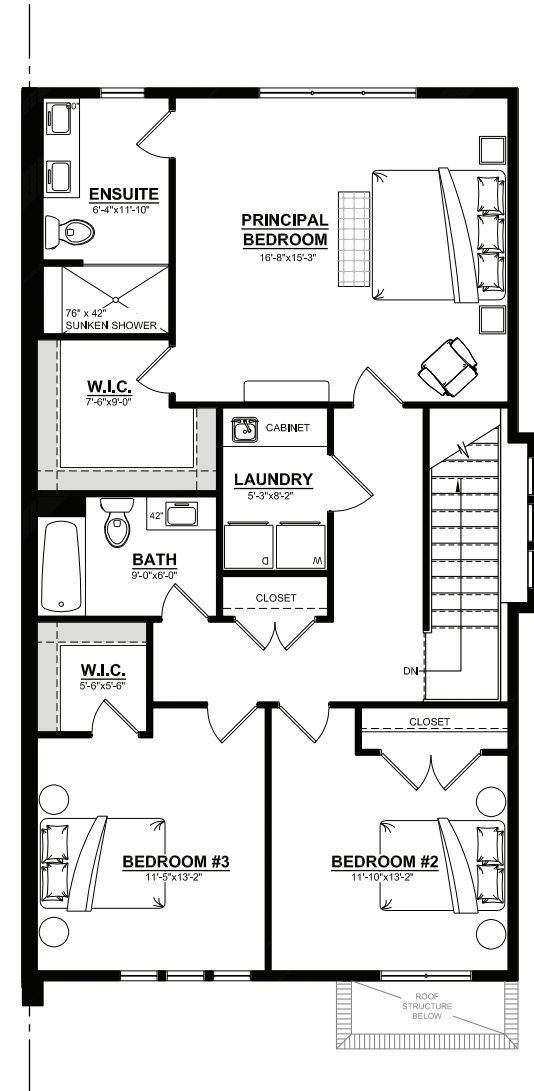 ENSUITE
6'-4"x11'-10"
PRINCIPAL
BEDROOM
16'-8"x15'-3"
76" x 42"
SUNKEN SHOWER
W.I.C.
7'-6"x9'-0"
CABINET
LAUNDRY
5'-3"x8'-2"
42"
D
W
BATH
9'-0"x6'-0"
CLOSET
W.I.C.
5'-6"x5'-6"
DN
CLOSET
BEDROOM #3
11'-5"x13'-2"
BEDROOM #2
11'-10"x13'-2"
ROOF
STRUCTURE
BELOW